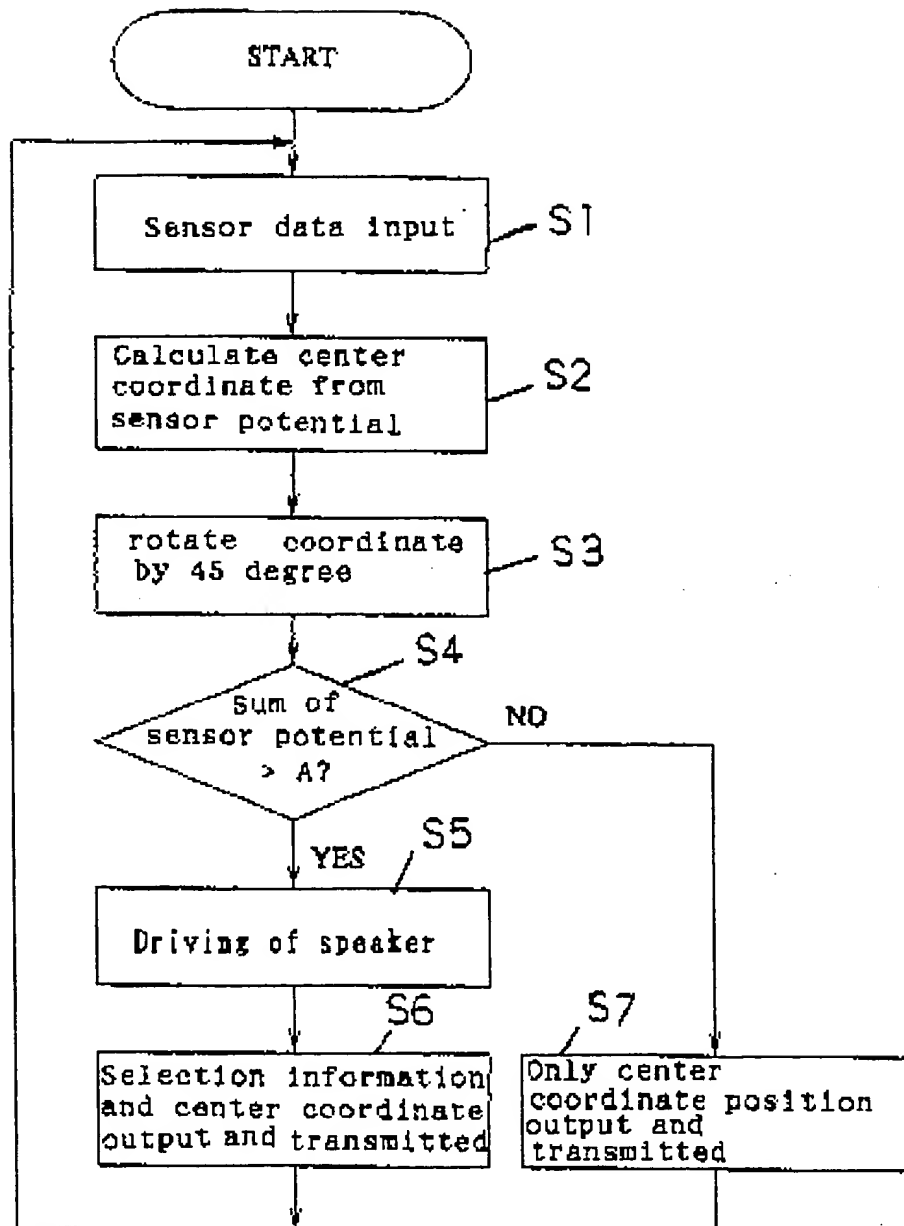 START
Sensor data input
S1
Calculate center
coordinate from
sensor potential
S2
rotate coordinate
by 45 degree
S3
S4
Sum of
sensor potential
> A?
NO
YES
S5
Driving of speaker
S6
Selection information
and center coordinate
output and transmitted
S7
Only center
coordinate position
output and
transmitted